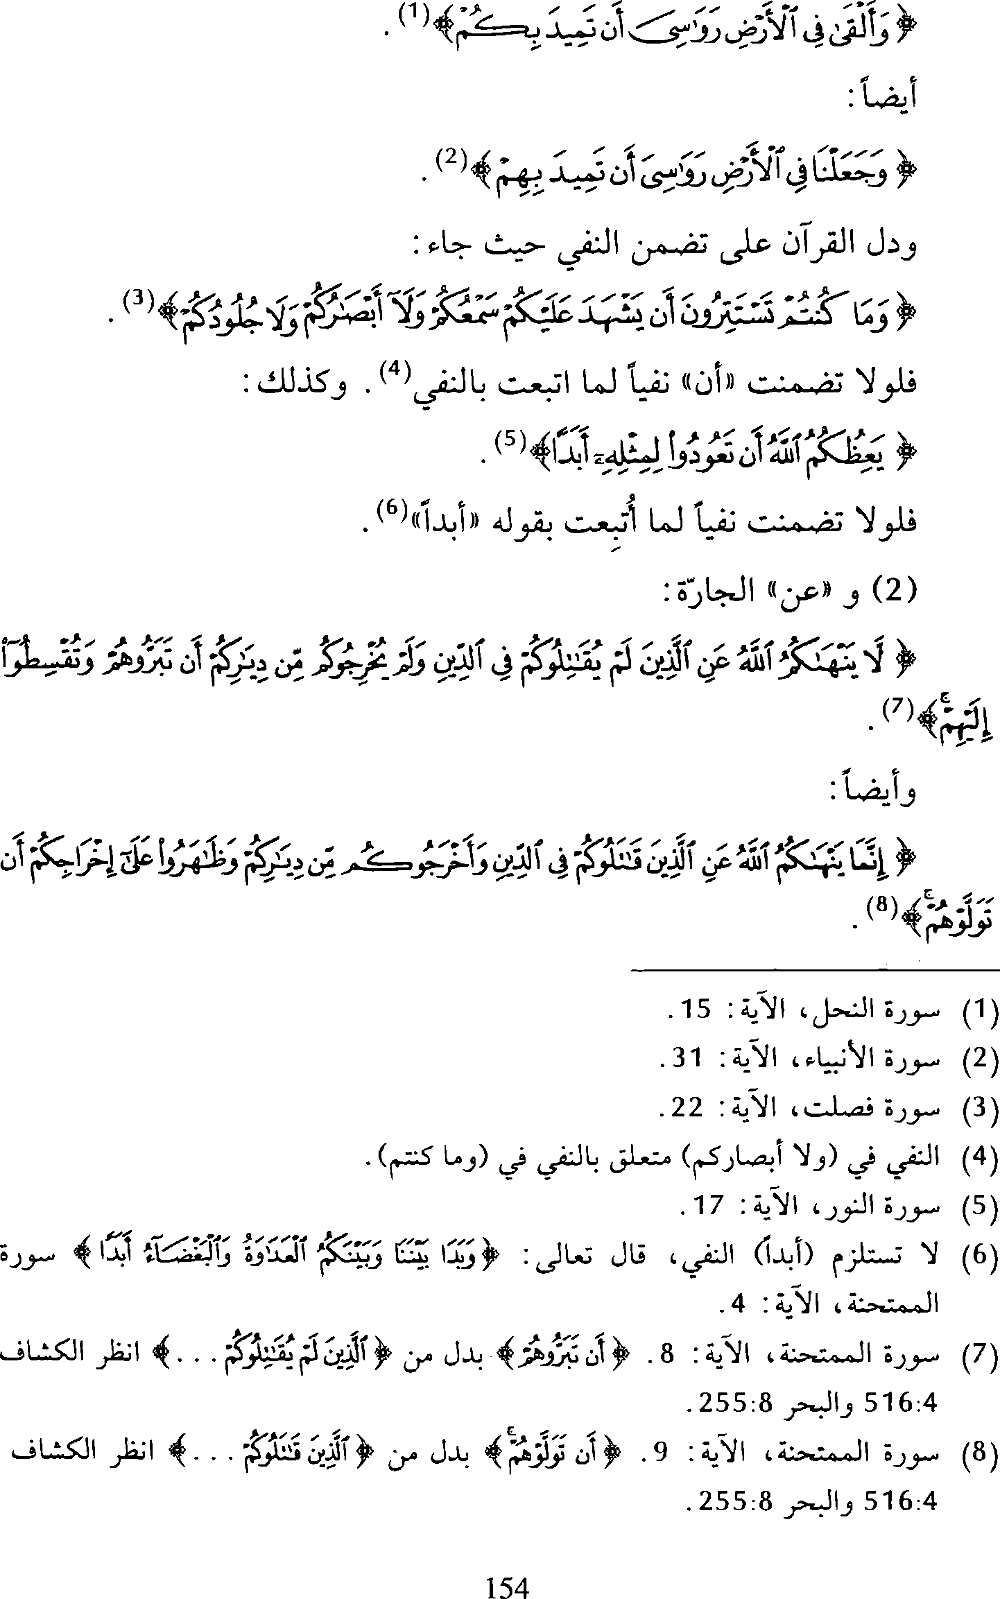 ﴿ وَأَلْقَىٰ فِي ٱلْأَرْضِ رَوَٰسِىَ أَن تَمِيدَ بِكُمْ﴾(1).
أيضاً:
﴿ وَجَعَلْنَا فِي ٱلْأَرْضِ رَوَٰسِىَ أَن تَمِيدَ بِهِمْ﴾(2).
ودل القرآن على تضمن النفي حيث جاء:
﴿ وَمَا كُنتُمْ تَسْتَتِرُونَ أَن يَشْهَدَ عَلَيْكُمْ سَمْعُكُمْ وَلَآ أَبْصَٰرُكُمْ وَلَا جُلُودُكُمْ﴾(3).
فلولا تضمنت «أن» نفياً لما اتبعت بالنفي(4). وكذلك:
﴿ يَعِظُكُمُ ٱللَّهُ أَن تَعُودُواْ لِمِثْلِهِۦٓ أَبَدًا﴾(5).
فلولا تضمنت نفياً لما أُتبِعت بقوله «أبداً»(6).
(2) و «عن» الجارّة:
﴿ لَّا يَنْهَىٰكُمُ ٱللَّهُ عَنِ ٱلَّذِينَ لَمْ يُقَٰتِلُوكُمْ فِي ٱلدِّينِ وَلَمْ يُخْرِجُوكُم مِّن دِيَٰرِكُمْ أَن تَبَرُّوهُمْ وَتُقْسِطُوٓاْ
إِلَيْهِمْ ۚ﴾(7).
وأيضاً:
﴿ إِنَّمَا يَنْهَىٰكُمُ ٱللَّهُ عَنِ ٱلَّذِينَ قَٰتَلُوكُمْ فِي ٱلدِّينِ وَأَخْرَجُوكُم مِّن دِيَٰرِكُمْ وَظَٰهَرُواْ عَلَىٰٓ إِخْرَاجِكُمْ أَن
تَوَلَّوْهُمْ ۚ﴾(8).
(1) سورة النحل، الآية: 15.
(2) سورة الأنبياء، الآية: 31.
(3) سورة فصلت، الآية: 22.
(4) النفي في (ولا أبصاركم) متعلق بالنفي في (وما كنتم).
(5) سورة النور، الآية: 17.
(6) لا تستلزم (أبداً) النفي، قال تعالى: ﴿وَبَدَا بَيْنَنَا وَبَيْنَكُمُ ٱلْعَدَٰوَةُ وَٱلْبَغْضَآءُ أَبَدًا ﴾ سورة
الممتحنة، الآية: 4.
(7) سورة الممتحنة، الآية: 8. ﴿ أَن تَبَرُّوهُمْ ﴾ بدل من ﴿ ٱلَّذِينَ لَمْ يُقَٰتِلُوكُمْ ... ﴾ انظر الكشاف
516:4 والبحر 255:8.
(8) سورة الممتحنة، الآية: 9. ﴿ أَن تَوَلَّوْهُمْ ۚ ﴾ بدل من ﴿ ٱلَّذِينَ قَٰتَلُوكُمْ ... ﴾ انظر الكشاف
516:4 والبحر 255:8.
154